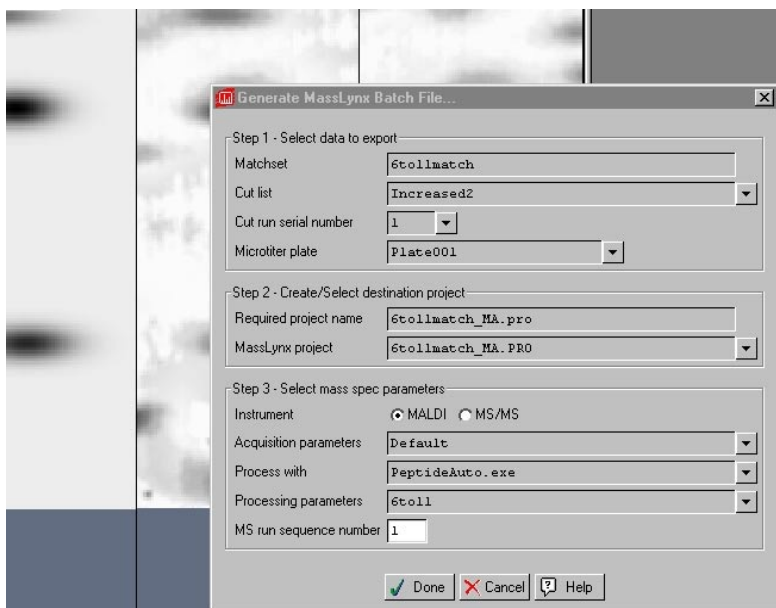 Generate MassLynx Batch File...
Step 1 - Select data to export
Matchset 6tollmatch
Cut list Increased2
Cut run serial number 1
Microtiter plate Plate001
Step 2 - Create/Select destination project
Required project name 6tollmatch_MA.pro
MassLynx project 6tollmatch_MA.PRO
Step 3 - Select mass spec parameters
Instrument MALDI MS/MS
Acquisition parameters Default
Process with PeptideAuto.exe
Processing parameters 6toll
MS run sequence number 1
Done Cancel Help